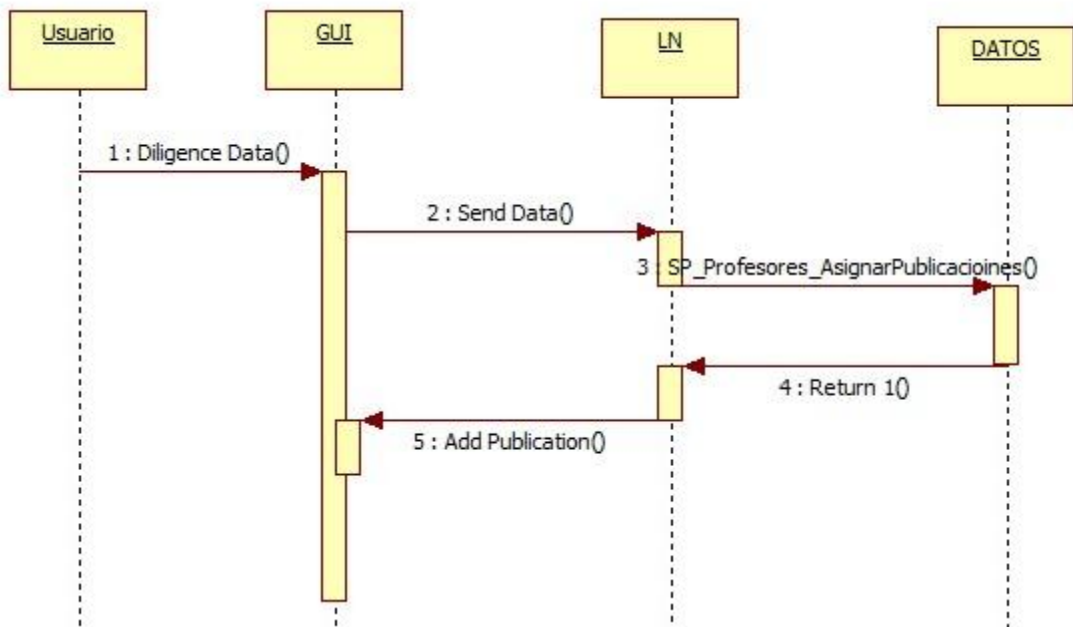 Usuario
GUI
LN
DATOS
1 : Diligence Data()
2 : Send Data()
3 : SP_Profesores_AsignarPublicacioines()
4 : Return 1()
5 : Add Publication()